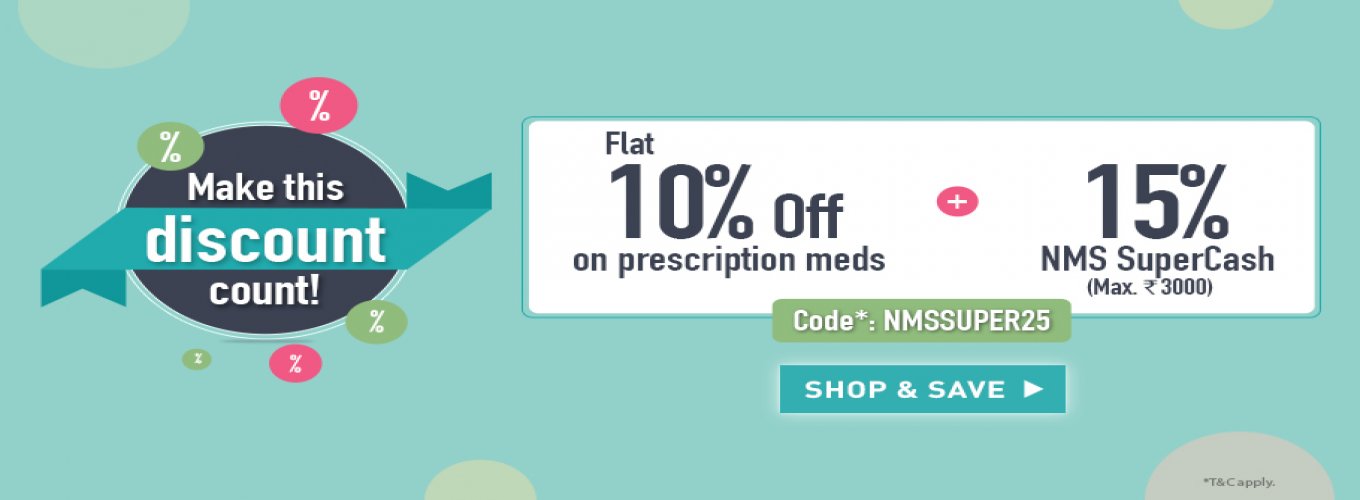 %
%
Make this
discount
count!
%
%
%
Flat
10% Off
on prescription meds
+
15%
NMS SuperCash
(Max. ₹3000)
Code*: NMSSUPER25
SHOP & SAVE ▶
*T&C apply.